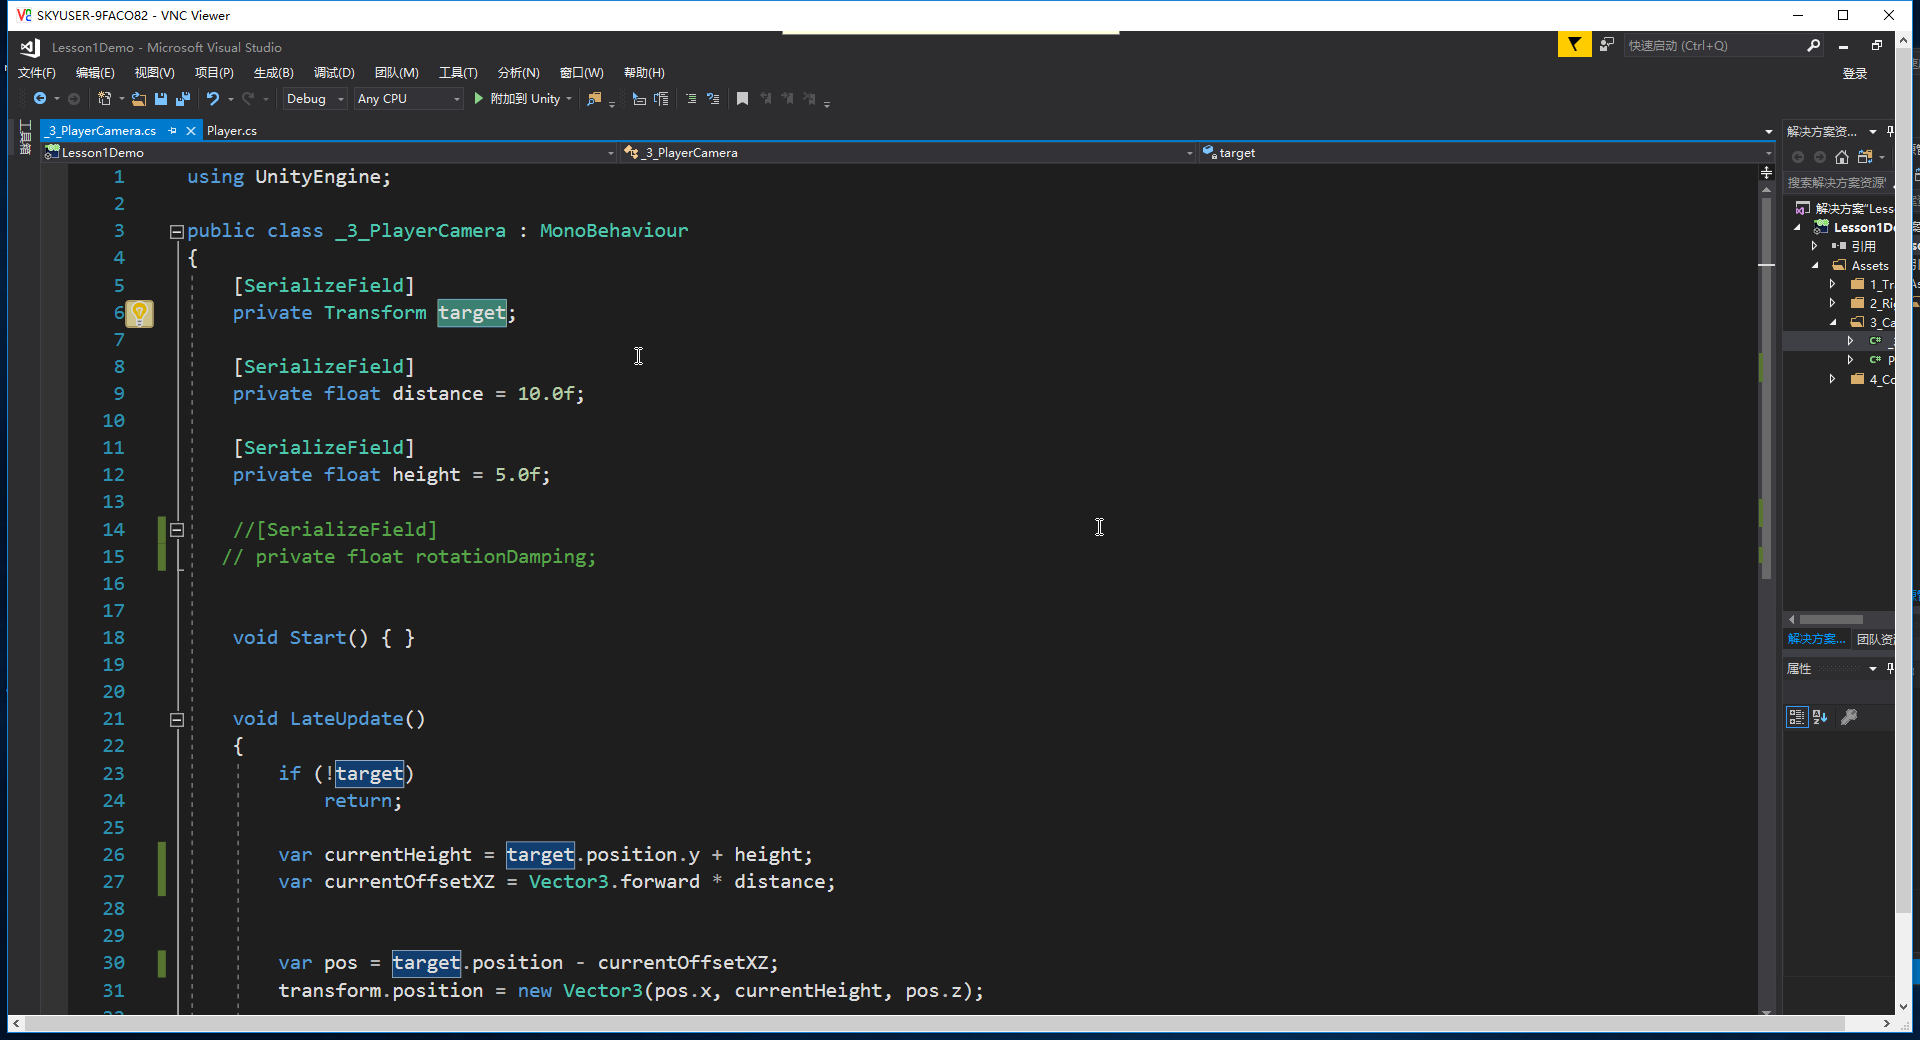 SKYUSER-9FACO82 - VNC Viewer
Lesson1Demo - Microsoft Visual Studio
快速启动 (Ctrl+Q)
文件(F) 编辑(E) 视图(V) 项目(P) 生成(B) 调试(D) 团队(M) 工具(T) 分析(N) 窗口(W) 帮助(H)
登录
Debug Any CPU 附加到 Unity
工具箱
_3_PlayerCamera.cs Player.cs
Lesson1Demo _3_PlayerCamera target
1 using UnityEngine;
2
3 public class _3_PlayerCamera : MonoBehaviour
4 {
5 [SerializeField]
6 private Transform target;
7
8 [SerializeField]
9 private float distance = 10.0f;
10
11 [SerializeField]
12 private float height = 5.0f;
13
14 //[SerializeField]
15 // private float rotationDamping;
16
17
18 void Start() { }
19
20
21 void LateUpdate()
22 {
23 if (!target)
24 return;
25
26 var currentHeight = target.position.y + height;
27 var currentOffsetXZ = Vector3.forward * distance;
28
29
30 var pos = target.position - currentOffsetXZ;
31 transform.position = new Vector3(pos.x, currentHeight, pos.z);
解决方案资...
搜索解决方案资源
解决方案"Less
Lesson1De
引用
Assets
1_Tr
2_Ri
3_Ca
C#
C# P
4_Co
解决方案... 团队资
属性